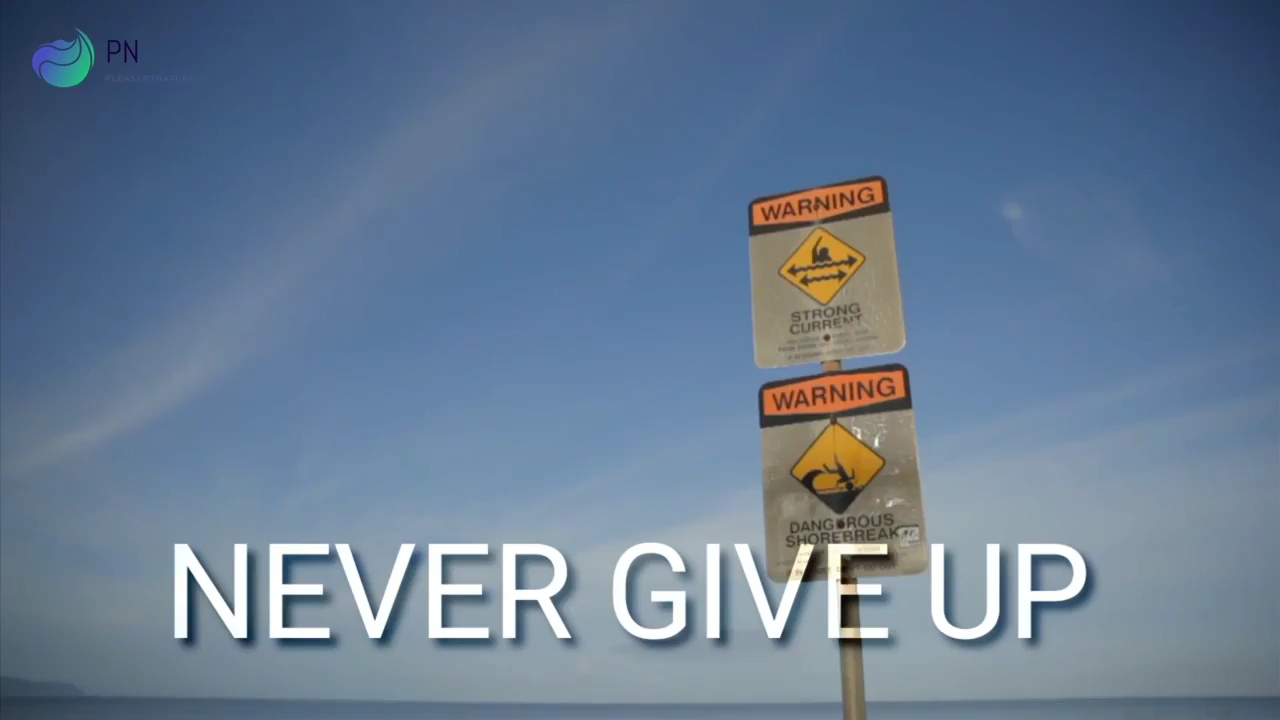 PN
WARNING
STRONG
CURRENT
WARNING
DANGEROUS
SHOREBREAK
NEVER GIVE UP